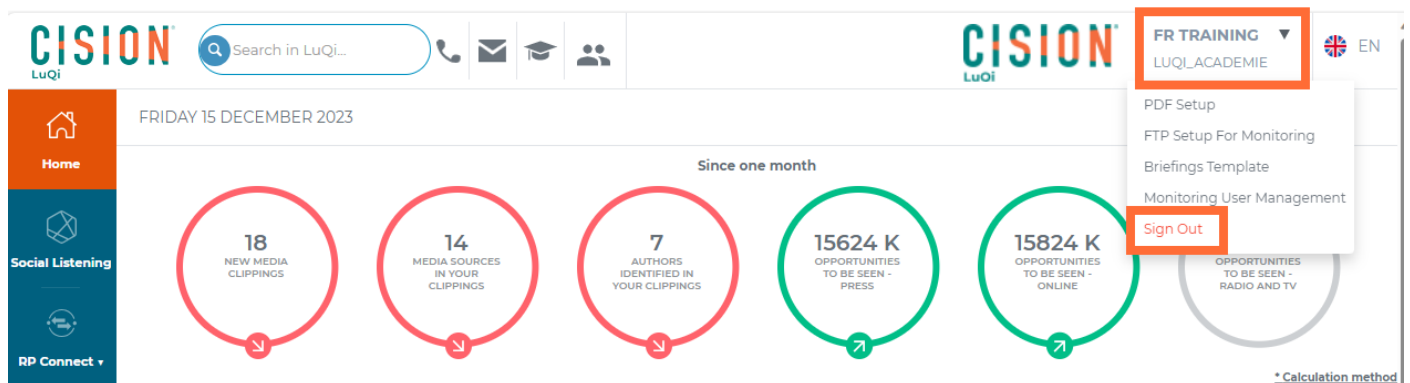 CISION
LuQi
Search in LuQi...
CISION
LuQi
FR TRAINING ▼
LUQI_ACADEMIE
EN
PDF Setup
FTP Setup For Monitoring
Briefings Template
Monitoring User Management
Sign Out
Home
Social Listening
RP Connect ▾
FRIDAY 15 DECEMBER 2023
Since one month
18
NEW MEDIA
CLIPPINGS
14
MEDIA SOURCES
IN YOUR
CLIPPINGS
7
AUTHORS
IDENTIFIED IN
YOUR CLIPPINGS
15624 K
OPPORTUNITIES
TO BE SEEN -
PRESS
15824 K
OPPORTUNITIES
TO BE SEEN -
ONLINE
OPPORTUNITIES
TO BE SEEN -
RADIO AND TV
* Calculation method